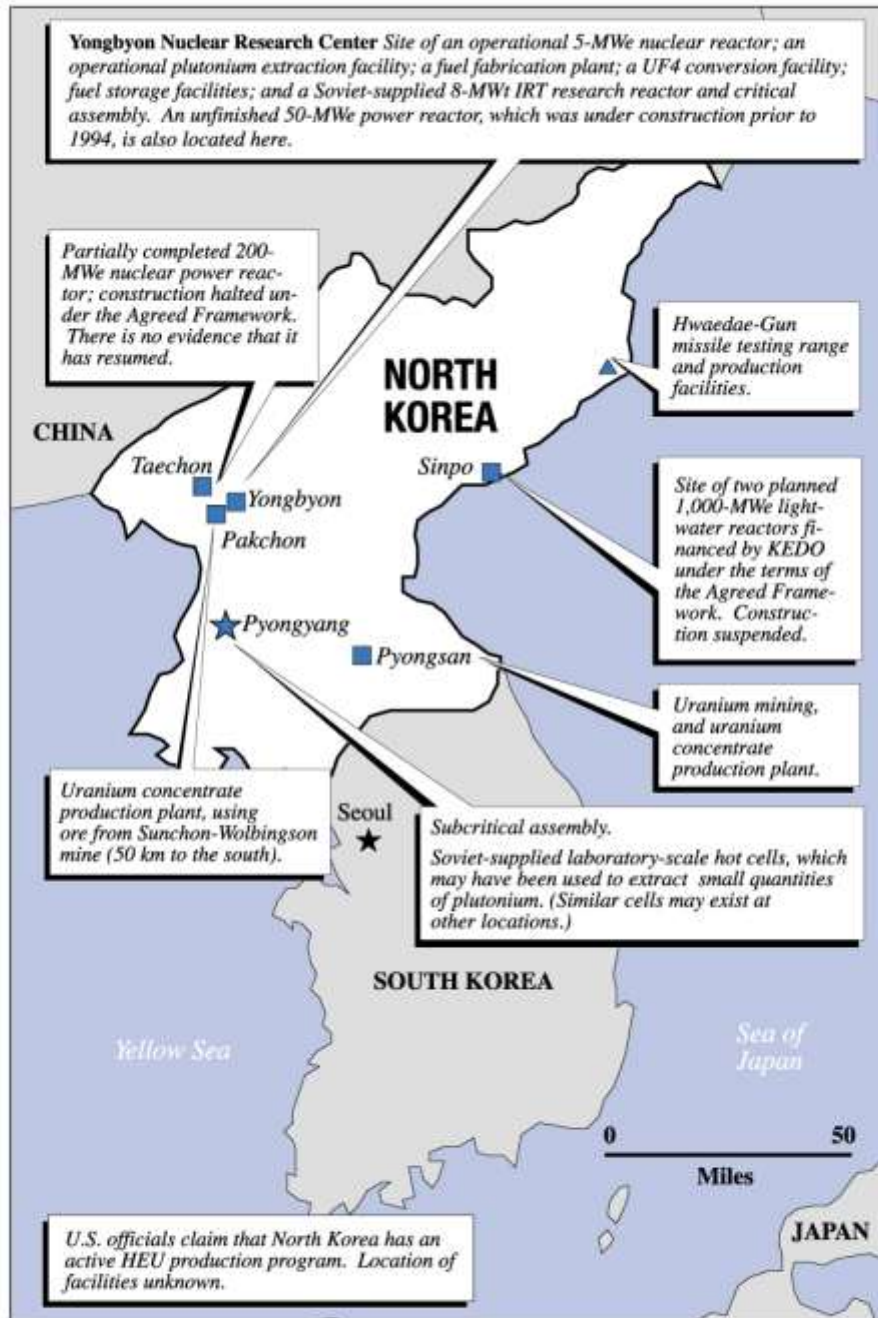 Yongbyon Nuclear Research Center Site of an operational 5-MWe nuclear reactor; an
operational plutonium extraction facility; a fuel fabrication plant; a UF4 conversion facility;
fuel storage facilities; and a Soviet-supplied 8-MWt IRT research reactor and critical
assembly. An unfinished 50-MWe power reactor, which was under construction prior to
1994, is also located here.
Partially completed 200-
MWe nuclear power reac-
tor; construction halted un-
der the Agreed Framework.
There is no evidence that it
has resumed.
Hwaedae-Gun
missile testing range
and production
facilities.
NORTH
KOREA
CHINA
Taechon
Yongbyon
Pakchon
Sinpo
Site of two planned
1,000-MWe light-
water reactors fi-
nanced by KEDO
under the terms of
the Agreed Frame-
work. Construc-
tion suspended.
Pyongyang
Pyongsan
Uranium mining,
and uranium
concentrate
production plant.
Uranium concentrate
production plant, using
ore from Sunchon-Wolbingson
mine (50 km to the south).
Seoul
Subcritical assembly.
Soviet-supplied laboratory-scale hot cells, which
may have been used to extract small quantities
of plutonium. (Similar cells may exist at
other locations.)
SOUTH KOREA
Yellow Sea
Sea of
Japan
0 50
Miles
JAPAN
U.S. officials claim that North Korea has an
active HEU production program. Location of
facilities unknown.